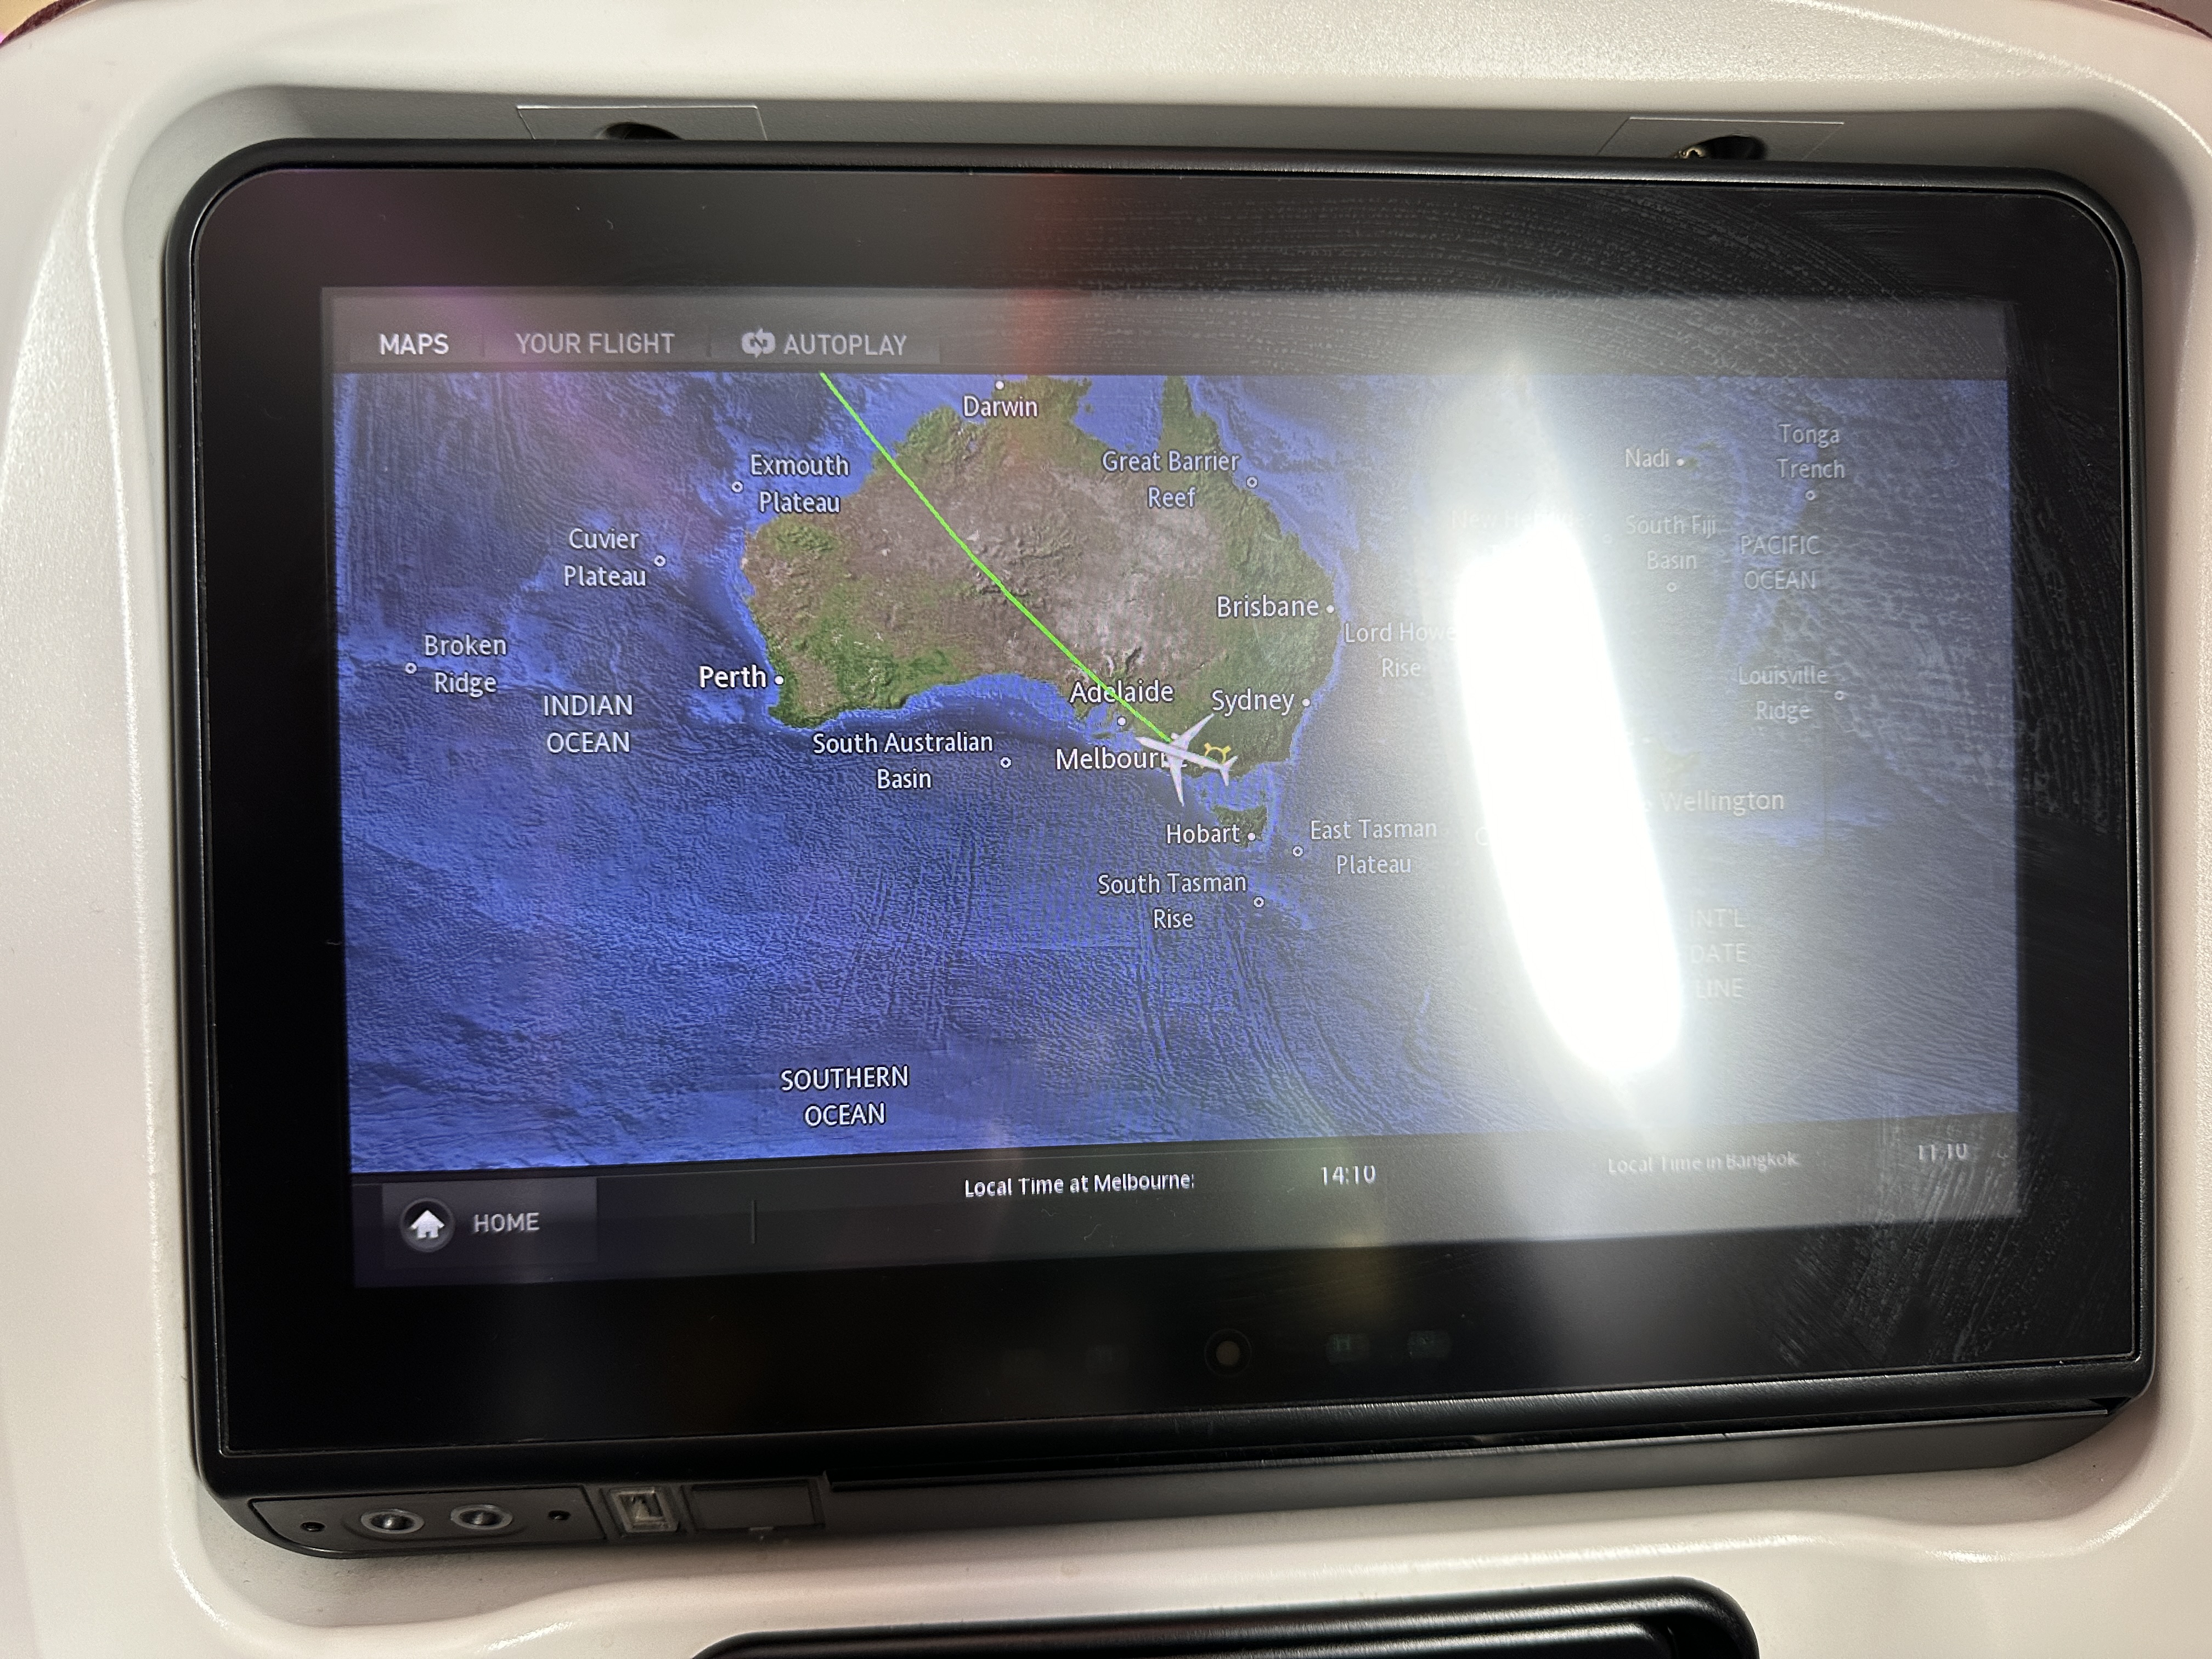 MAPS
YOUR FLIGHT
AUTOPLAY
Darwin
Exmouth
Plateau
Great Barrier
Reef
Nadi
Tonga
Trench
Cuvier
Plateau
South Fiji
Basin
PACIFIC
OCEAN
Brisbane
Lord Howe
Rise
Broken
Ridge
Perth
INDIAN
OCEAN
Adelaide
Sydney
Louisville
Ridge
South Australian
Basin
Melbourne
Wellington
Hobart
East Tasman
Plateau
South Tasman
Rise
INT'L
DATE
LINE
SOUTHERN
OCEAN
Local Time at Melbourne:
14:10
Local Time in Bangkok:
11:10
HOME